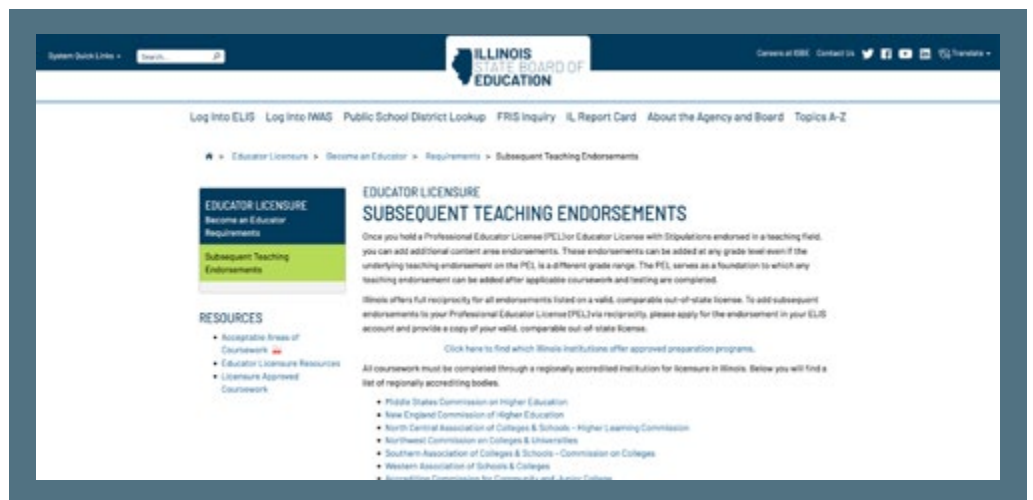 System Quick Links
Search...
ILLINOIS
STATE BOARD OF
EDUCATION
Careers at ISBE Contact Us Translate
Log Into ELIS Log Into IWAS Public School District Lookup FRIS Inquiry IL Report Card About the Agency and Board Topics A-Z
> Educator Licensure > Become an Educator > Requirements > Subsequent Teaching Endorsements
EDUCATOR LICENSURE
Become an Educator
Requirements
Subsequent Teaching
Endorsements
RESOURCES
• Acceptable Areas of
Coursework
• Educator Licensure Resources
• Licensure Approved
Coursework
EDUCATOR LICENSURE
SUBSEQUENT TEACHING ENDORSEMENTS
Once you hold a Professional Educator License (PEL) or Educator License with Stipulations endorsed in a teaching field,
you can add additional content area endorsements. These endorsements can be added at any grade level even if the
underlying teaching endorsement on the PEL is a different grade range. The PEL serves as a foundation to which any
teaching endorsement can be added after applicable coursework and testing are completed.
Illinois offers full reciprocity for all endorsements listed on a valid, comparable out-of-state license. To add subsequent
endorsements to your Professional Educator License (PEL) via reciprocity, please apply for the endorsement in your ELIS
account and provide a copy of your valid, comparable out-of-state license.
Click here to find which Illinois institutions offer approved preparation programs.
All coursework must be completed through a regionally accredited institution for licensure in Illinois. Below you will find a
list of regionally accrediting bodies.
• Middle States Commission on Higher Education
• New England Commission of Higher Education
• North Central Association of Colleges & Schools – Higher Learning Commission
• Northwest Commission on Colleges & Universities
• Southern Association of Colleges & Schools – Commission on Colleges
• Western Association of Schools & Colleges
• Accrediting Commission for Community and Junior College